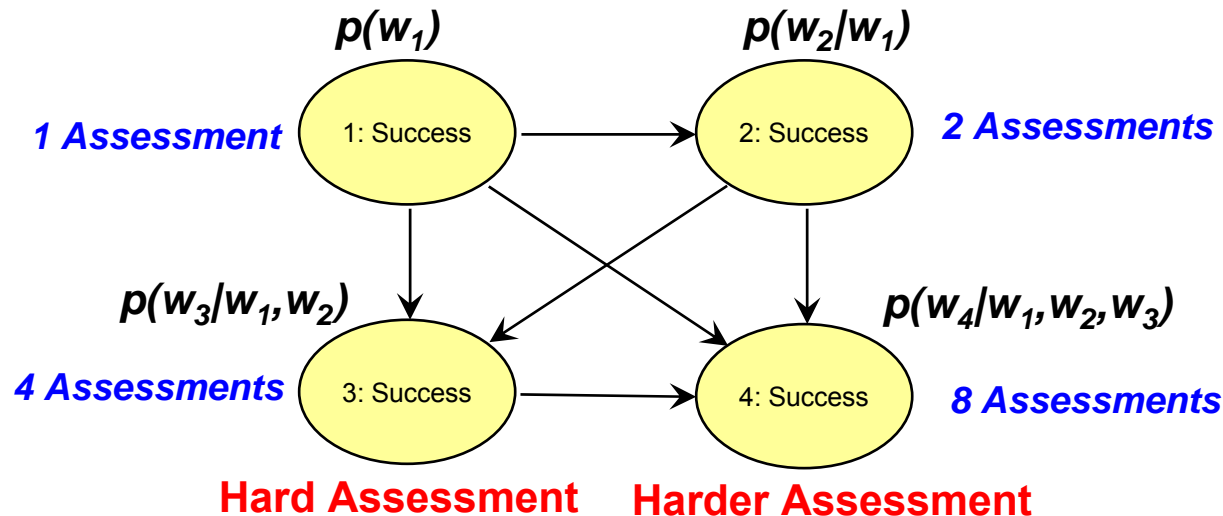 p(w₁)
p(w₂|w₁)
1 Assessment
1: Success
2: Success
2 Assessments
p(w₃|w₁,w₂)
p(w₄|w₁,w₂,w₃)
4 Assessments
3: Success
4: Success
8 Assessments
Hard Assessment
Harder Assessment